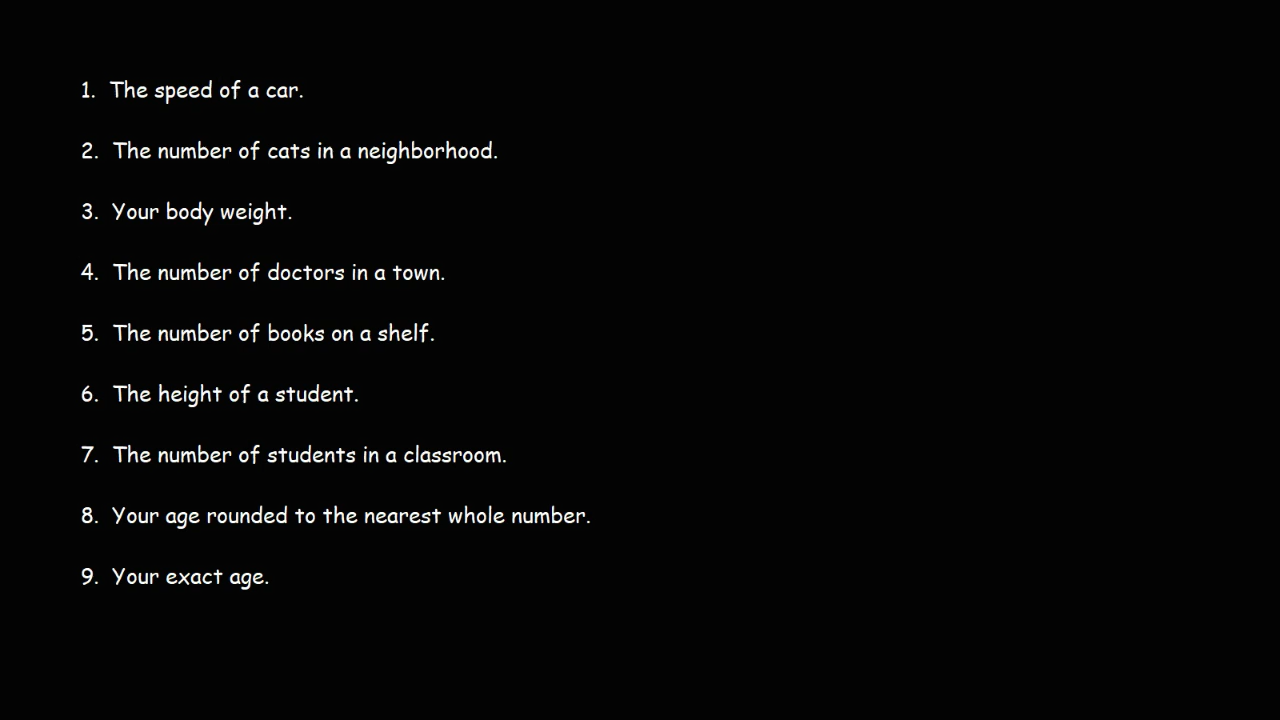 1. The speed of a car.
2. The number of cats in a neighborhood.
3. Your body weight.
4. The number of doctors in a town.
5. The number of books on a shelf.
6. The height of a student.
7. The number of students in a classroom.
8. Your age rounded to the nearest whole number.
9. Your exact age.